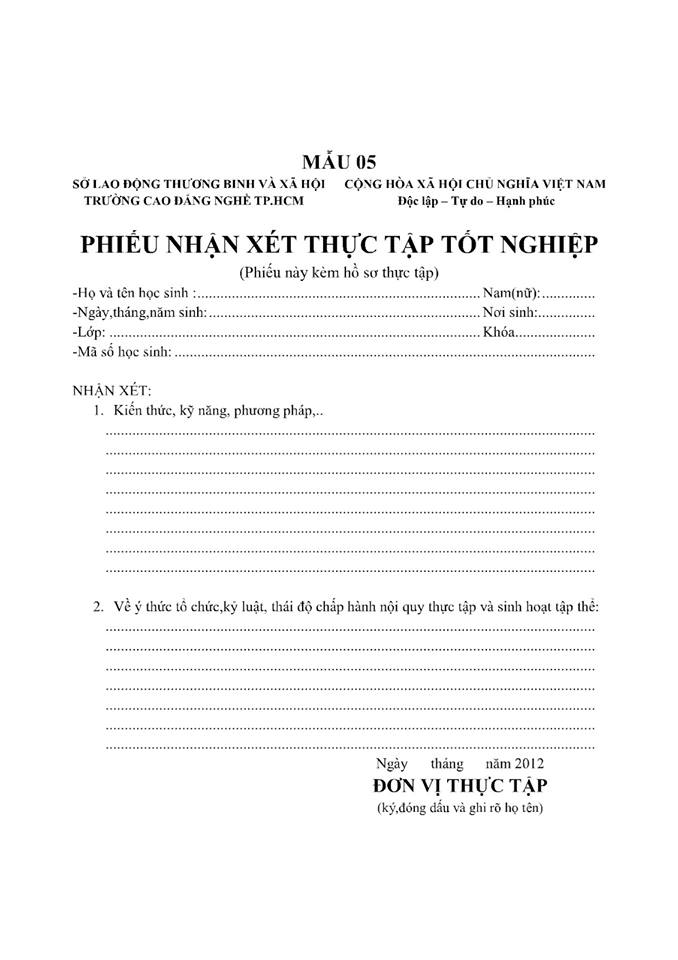 MẪU 05
SỞ LAO ĐỘNG THƯƠNG BINH VÀ XÃ HỘI CỘNG HÒA XÃ HỘI CHỦ NGHĨA VIỆT NAM
TRƯỜNG CAO ĐẲNG NGHỀ TP.HCM Độc lập – Tự do – Hạnh phúc
PHIẾU NHẬN XÉT THỰC TẬP TỐT NGHIỆP
(Phiếu này kèm hồ sơ thực tập)
-Họ và tên học sinh :........................ Nam(nữ):..............
-Ngày,tháng,năm sinh:........................ Nơi sinh:...............
-Lớp: ........................ Khóa.....................
-Mã số học sinh: ........................
NHẬN XÉT:
1. Kiến thức, kỹ năng, phương pháp,..
2. Về ý thức tổ chức,kỷ luật, thái độ chấp hành nội quy thực tập và sinh hoạt tập thể:
Ngày tháng năm 2012
ĐƠN VỊ THỰC TẬP
(ký,đóng dấu và ghi rõ họ tên)